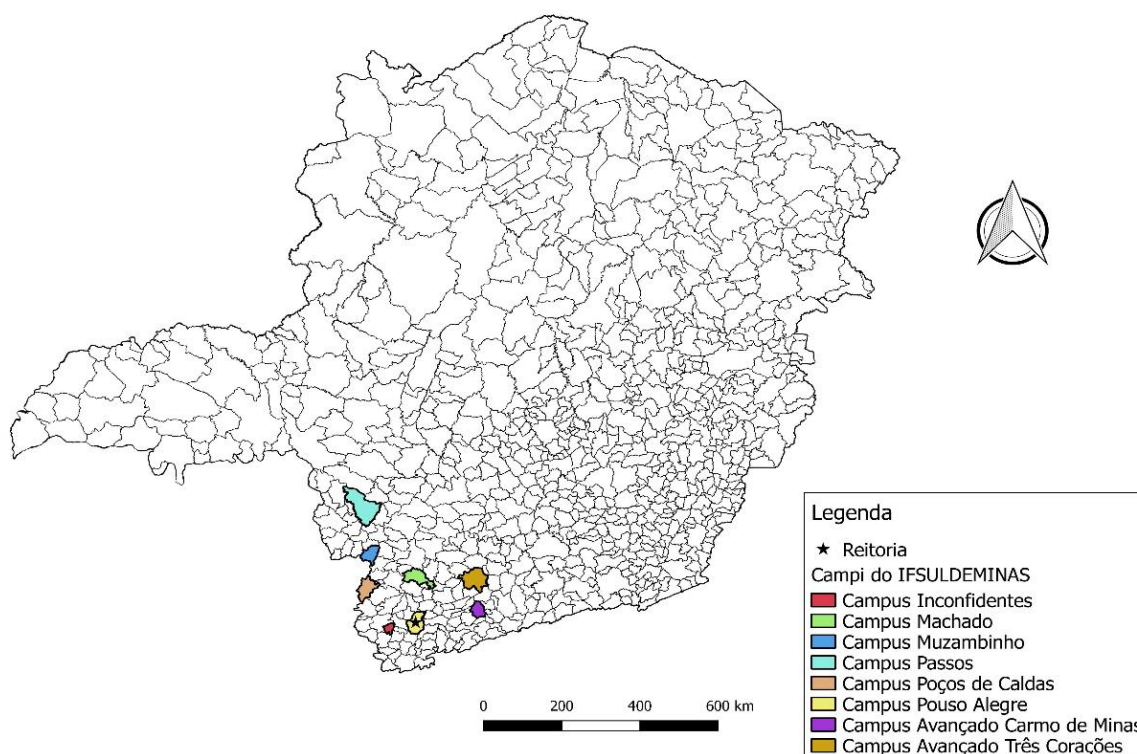 Legenda
Reitoria
Campi do IFSULDEMINAS
Campus Inconfidentes
Campus Machado
Campus Muzambinho
Campus Passos
Campus Poços de Caldas
Campus Pouso Alegre
Campus Avançado Carmo de Minas
Campus Avançado Três Corações
0 200 400 600 km